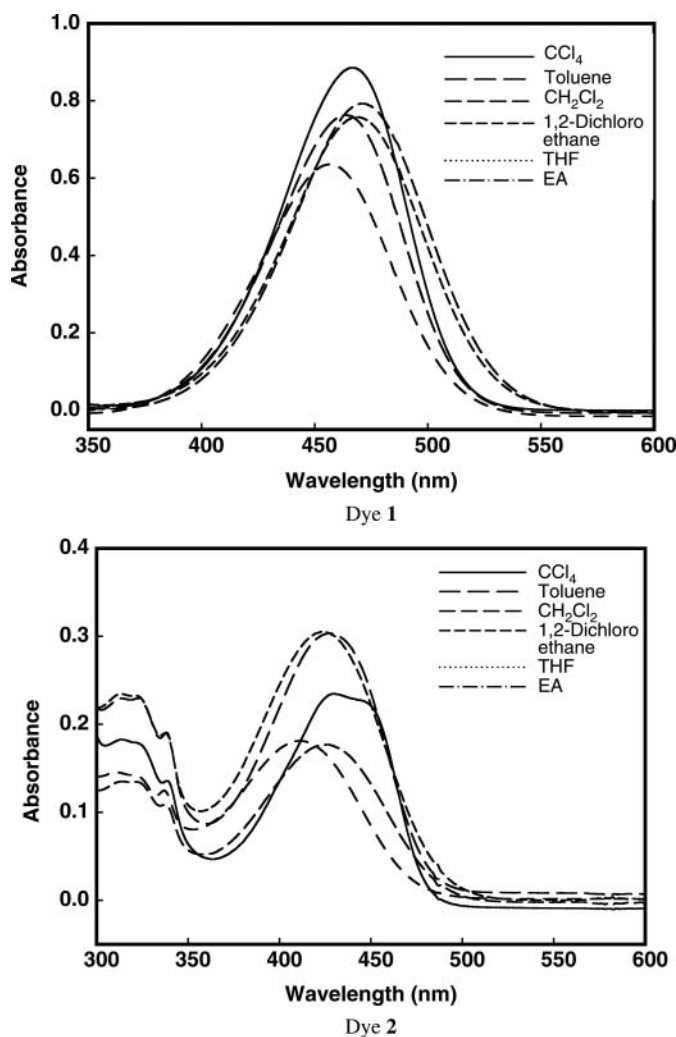 1.0
0.8
0.6
0.4
0.2
0.0
Absorbance
CCl₄
Toluene
CH₂Cl₂
1,2-Dichloro
ethane
THF
EA
350 400 450 500 550 600
Wavelength (nm)
Dye 1
0.4
0.3
0.2
0.1
0.0
Absorbance
CCl₄
Toluene
CH₂Cl₂
1,2-Dichloro
ethane
THF
EA
300 350 400 450 500 550 600
Wavelength (nm)
Dye 2